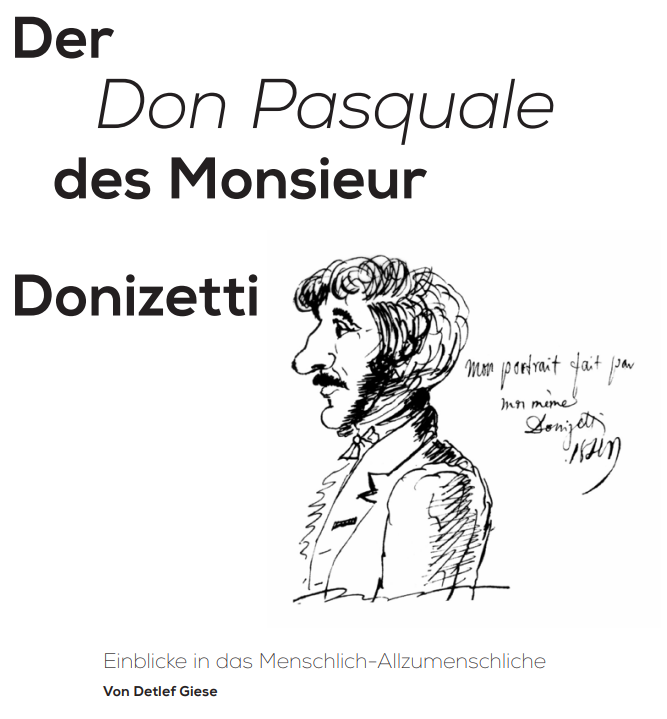 Der
Don Pasquale
des Monsieur
Donizetti
mon portrait fait par
moi même
Donizetti
Einblicke in das Menschlich-Allzumenschliche
Von Detlef Giese